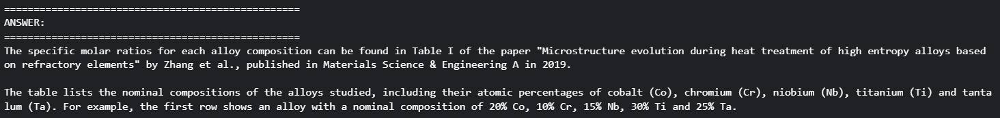 ==================================================
ANSWER:
==================================================
The specific molar ratios for each alloy composition can be found in Table I of the paper "Microstructure evolution during heat treatment of high entropy alloys based
on refractory elements" by Zhang et al., published in Materials Science & Engineering A in 2019.
The table lists the nominal compositions of the alloys studied, including their atomic percentages of cobalt (Co), chromium (Cr), niobium (Nb), titanium (Ti) and tanta
lum (Ta). For example, the first row shows an alloy with a nominal composition of 20% Co, 10% Cr, 15% Nb, 30% Ti and 25% Ta.